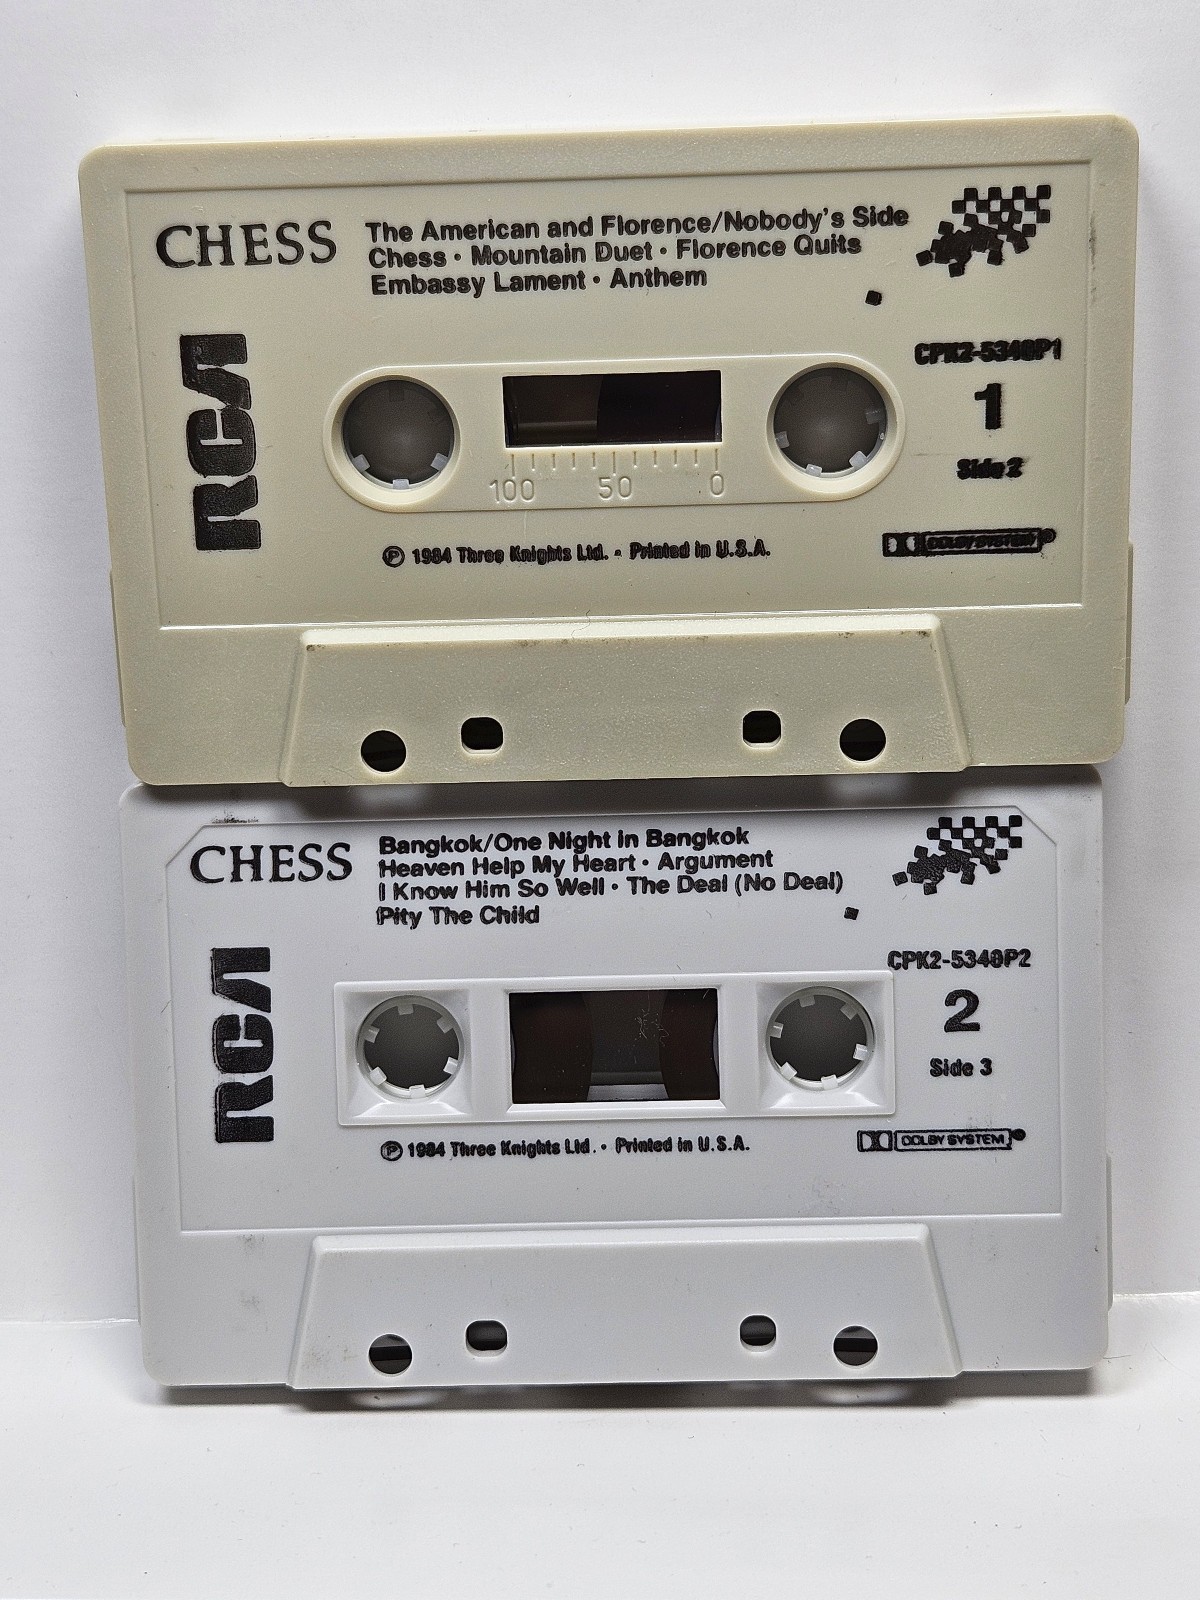 CHESS
The American and Florence/Nobody's Side
Chess • Mountain Duet • Florence Quits
Embassy Lament • Anthem
RCA
CPK2-5340P1
1
Side 2
100 50 0
Ⓟ 1984 Three Knights Ltd. • Printed in U.S.A.
DOLBY SYSTEM®
CHESS
Bangkok/One Night in Bangkok
Heaven Help My Heart • Argument
I Know Him So Well • The Deal (No Deal)
Pity The Child
RCA
CPK2-5340P2
2
Side 3
Ⓟ 1984 Three Knights Ltd. • Printed in U.S.A.
DOLBY SYSTEM®